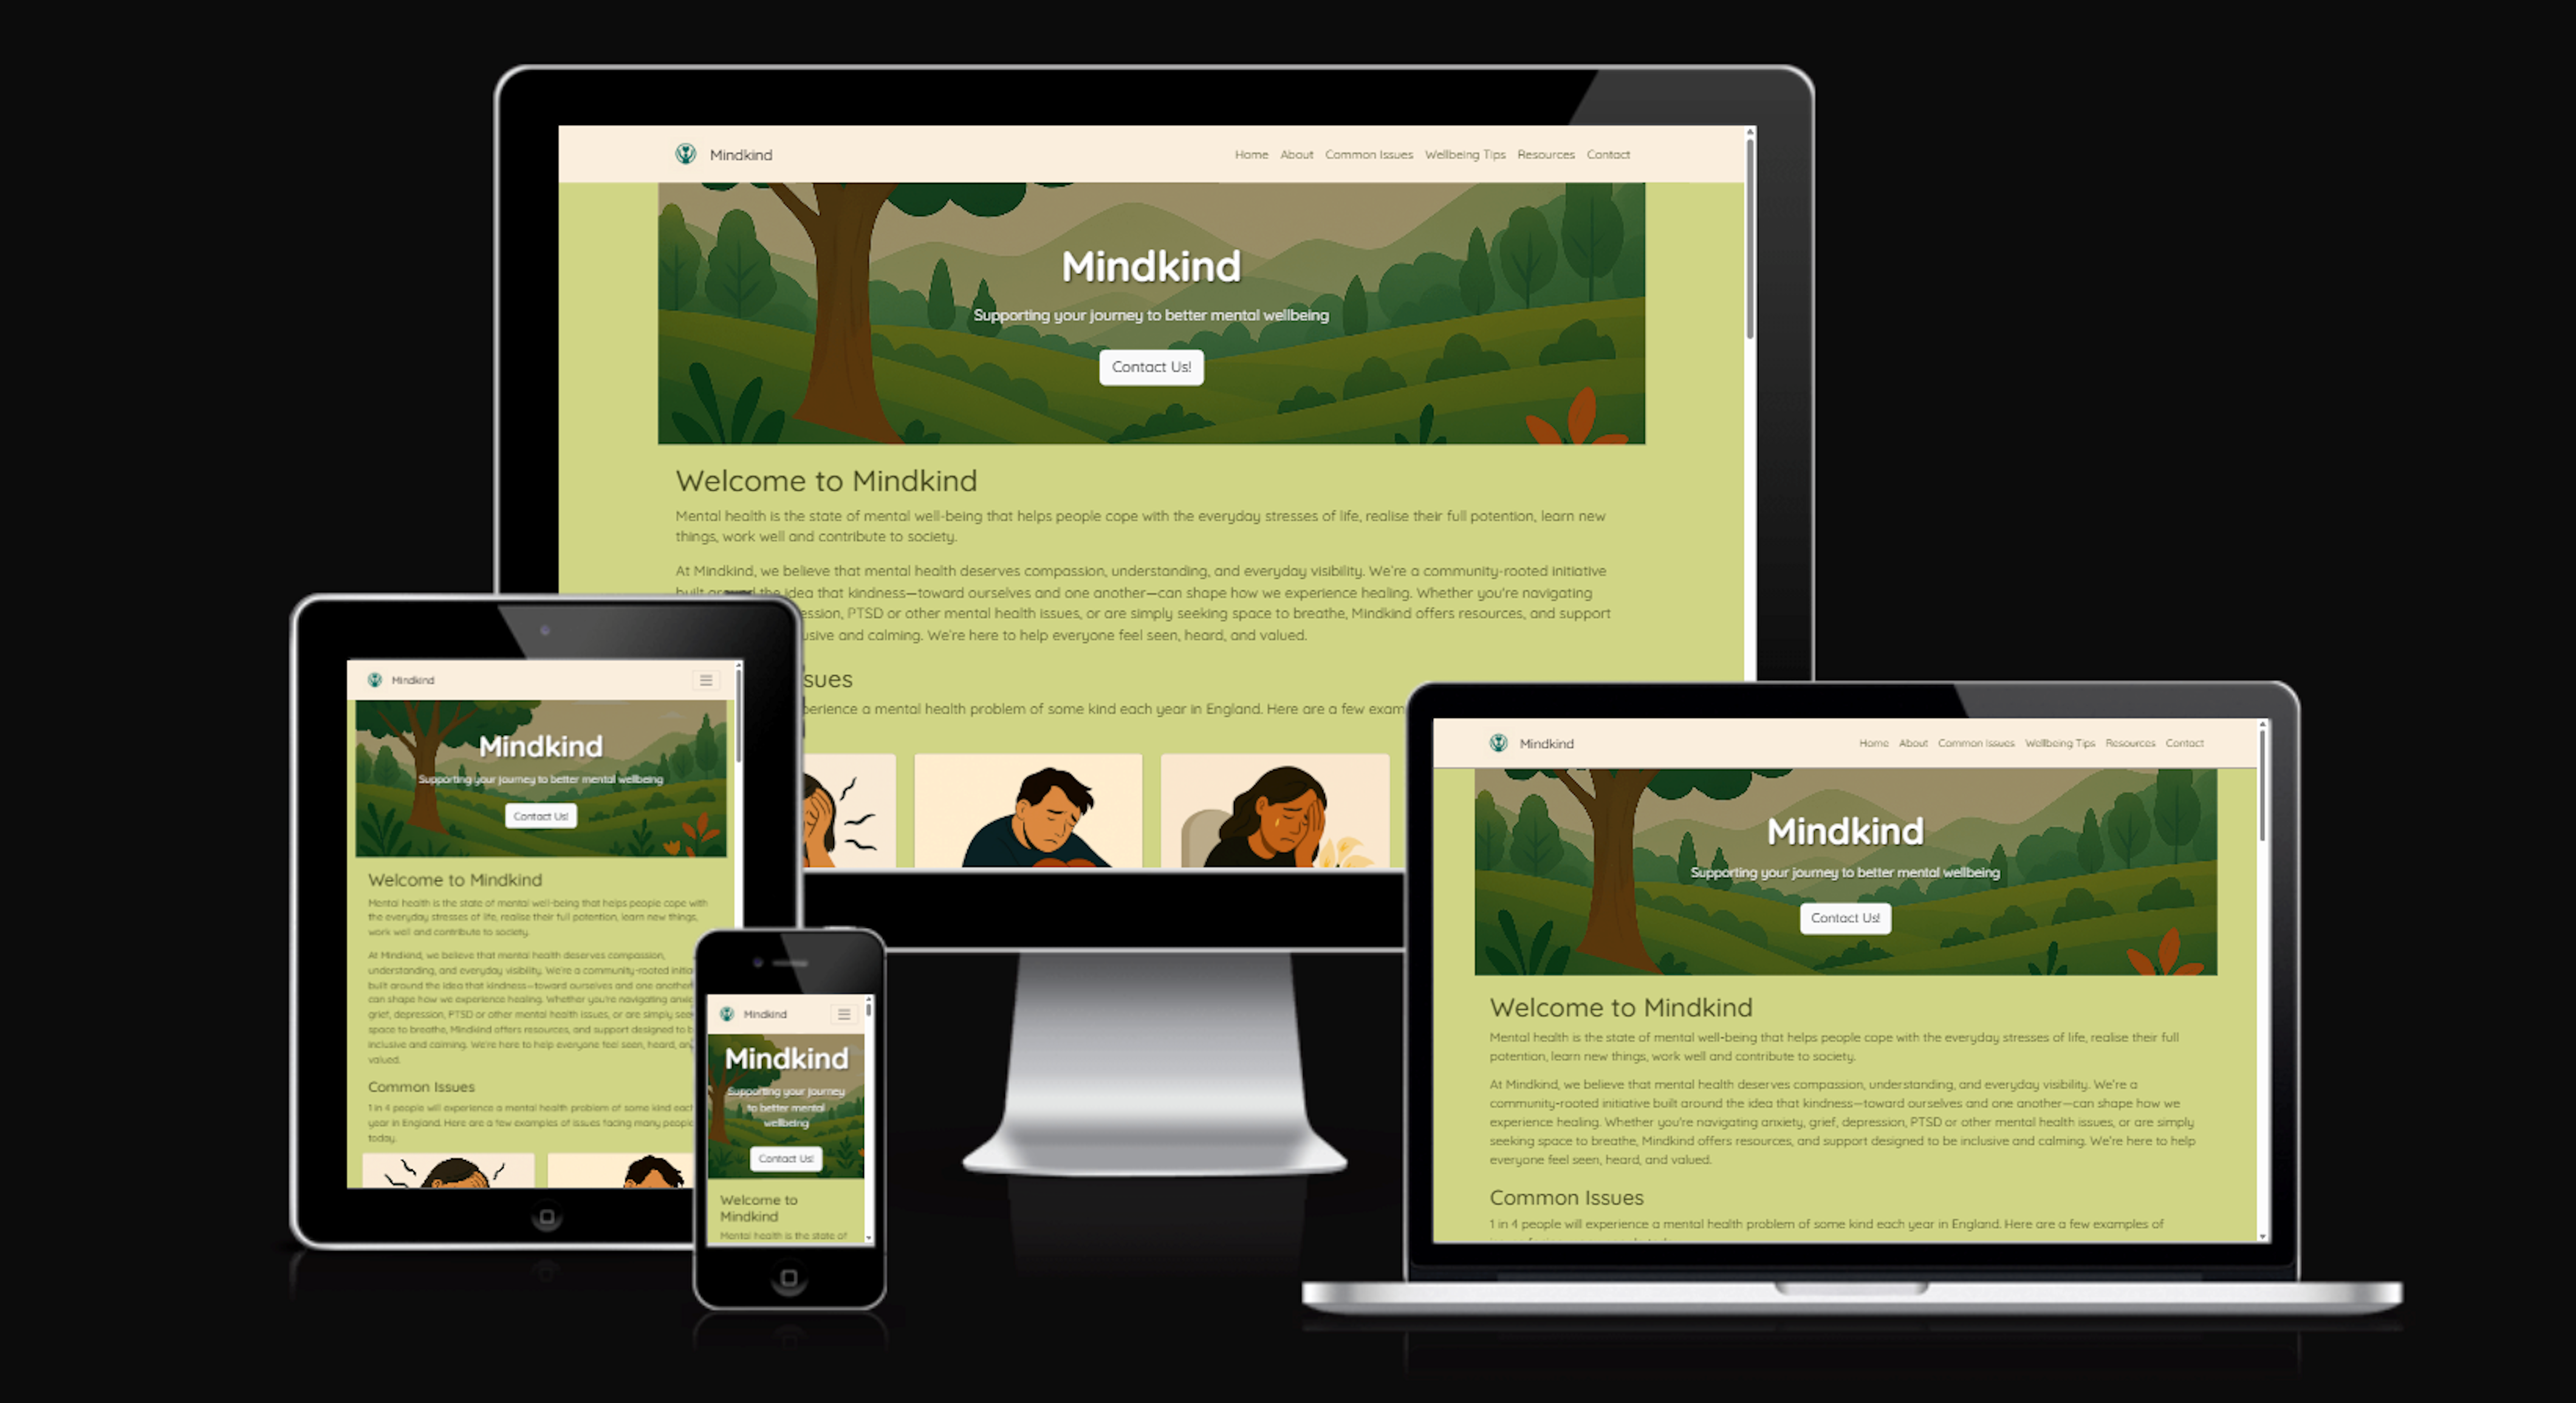 Mindkind
Home About Common Issues Wellbeing Tips Resources Contact
Mindkind
Supporting your journey to better mental wellbeing
Contact Us!
Welcome to Mindkind
Mental health is the state of mental well-being that helps people cope with the everyday stresses of life, realise their full potention, learn new
things, work well and contribute to society.
At Mindkind, we believe that mental health deserves compassion, understanding, and everyday visibility. We're a community-rooted initiative
built around the idea that kindness—toward ourselves and one another—can shape how we experience healing. Whether you're navigating
ession, PTSD or other mental health issues, or are simply seeking space to breathe, Mindkind offers resources, and support
usive and calming. We're here to help everyone feel seen, heard, and valued.
sues
perience a mental health problem of some kind each year in England. Here are a few exam
Mindkind
Mindkind
Supporting your journey to better mental wellbeing
Contact Us!
Welcome to Mindkind
Mental health is the state of mental well-being that helps people cope with
the everyday stresses of life, realise their full potention, learn new things,
work well and contribute to society.
At Mindkind, we believe that mental health deserves compassion,
understanding, and everyday visibility. We're a community-rooted initia
built around the idea that kindness—toward ourselves and one another
can shape how we experience healing. Whether you're navigating anxie
grief, depression, PTSD or other mental health issues, or are simply see
space to breathe, Mindkind offers resources, and support designed to b
inclusive and calming. We're here to help everyone feel seen, heard, an
valued.
Common Issues
1 in 4 people will experience a mental health problem of some kind each
year in England. Here are a few examples of issues facing many people
today.
Mindkind
Mindkind
Supporting your journey
to better mental
wellbeing
Contact Us!
Welcome to
Mindkind
Mental health is the state of
Mindkind
Home About Common Issues Wellbeing Tips Resources Contact
Mindkind
Supporting your journey to better mental wellbeing
Contact Us!
Welcome to Mindkind
Mental health is the state of mental well-being that helps people cope with the everyday stresses of life, realise their full
potention, learn new things, work well and contribute to society.
At Mindkind, we believe that mental health deserves compassion, understanding, and everyday visibility. We're a
community-rooted initiative built around the idea that kindness—toward ourselves and one another—can shape how we
experience healing. Whether you're navigating anxiety, grief, depression, PTSD or other mental health issues, or are simply
seeking space to breathe, Mindkind offers resources, and support designed to be inclusive and calming. We're here to help
everyone feel seen, heard, and valued.
Common Issues
1 in 4 people will experience a mental health problem of some kind each year in England. Here are a few examples of